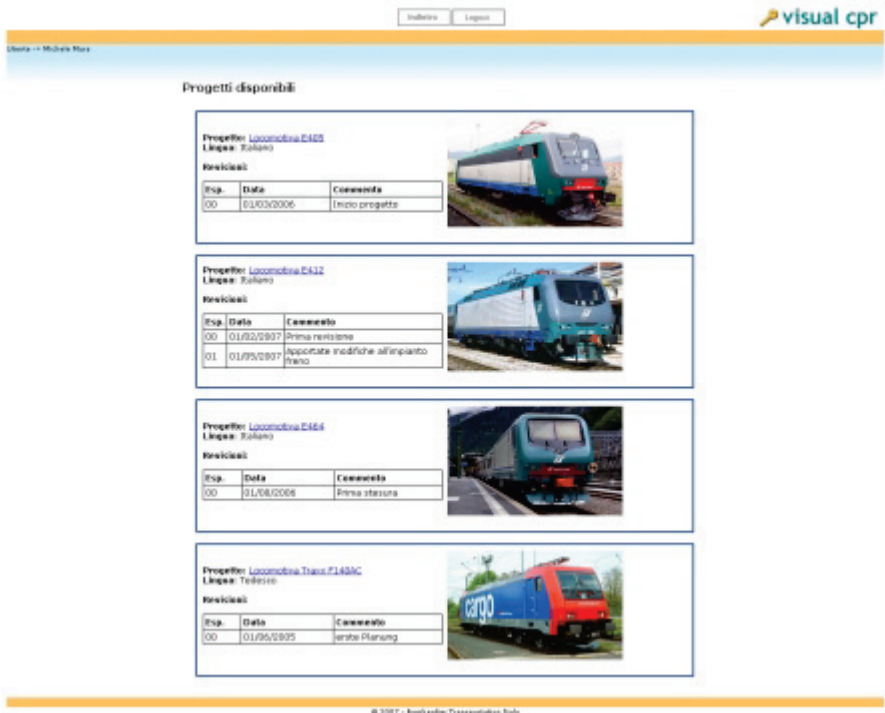 Indietro Logout
visual cpr
Utente -> Michele Mura
Progetti disponibili
Progetto: Locomotiva E405
Lingua: Italiano
Revisioni:
Esp. Data Commento
00 01/03/2006 Inizio progetto
Progetto: Locomotiva E412
Lingua: Italiano
Revisioni:
Esp. Data Commento
00 01/02/2007 Prima revisione
01 01/05/2007 Apportate modifiche all'impianto
freno
Progetto: Locomotiva E464
Lingua: Italiano
Revisioni:
Esp. Data Commento
00 01/08/2006 Prima stesura
Progetto: Locomotiva Traxx F140AC
Lingua: Tedesco
Revisioni:
Esp. Data Commento
00 01/06/2005 erste Planung
cargo
© 2007 - Bombardier Transportation Italy